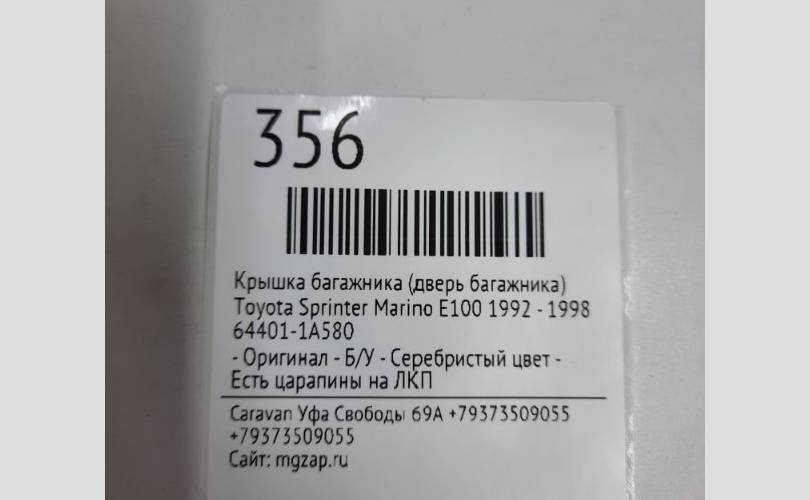 356
Крышка багажника (дверь багажника)
Toyota Sprinter Marino E100 1992 - 1998
64401-1A580
- Оригинал - Б/У - Серебристый цвет -
Есть царапины на ЛКП
Caravan Уфа Свободы 69А +79373509055
+79373509055
Сайт: mgzap.ru